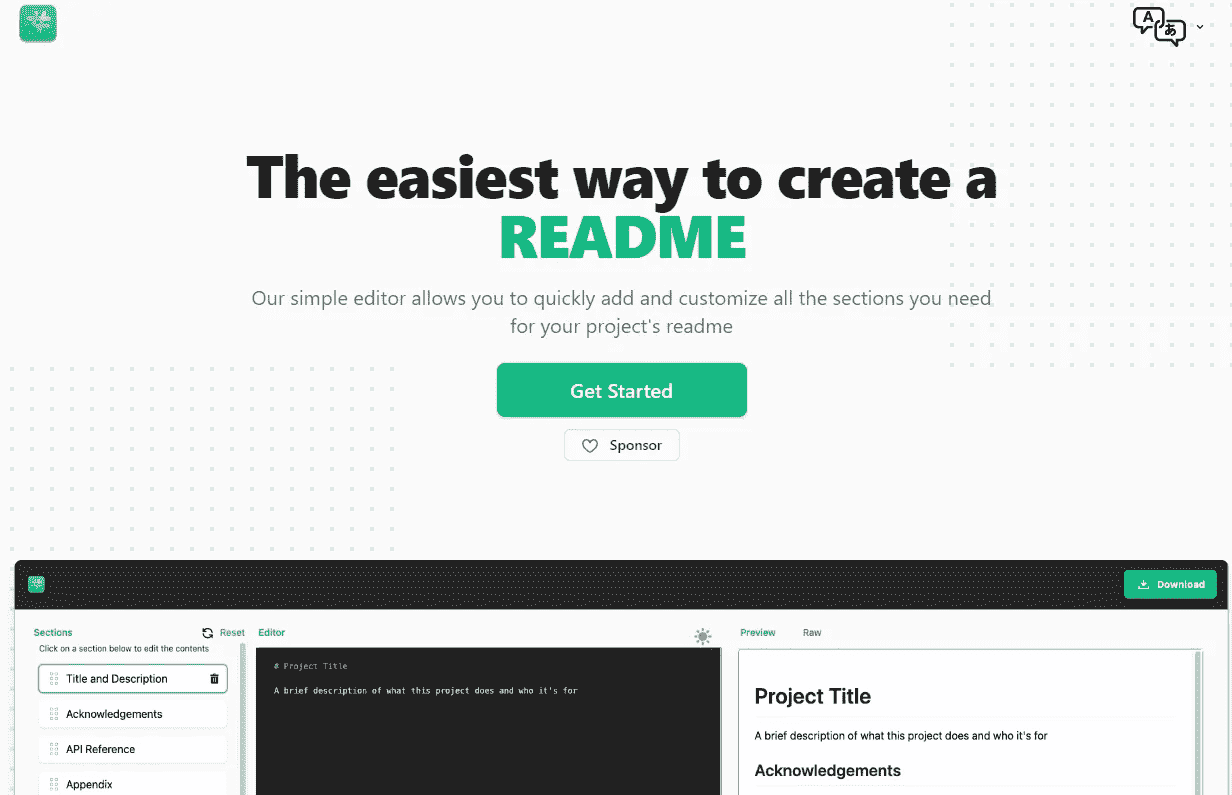 A あ
The easiest way to create a
README
Our simple editor allows you to quickly add and customize all the sections you need
for your project's readme
Get Started
Sponsor
Download
Sections
Reset
Editor
Preview
Raw
Click on a section below to edit the contents
Title and Description
Acknowledgements
API Reference
Appendix
# Project Title
A brief description of what this project does and who it's for
Project Title
A brief description of what this project does and who it's for
Acknowledgements